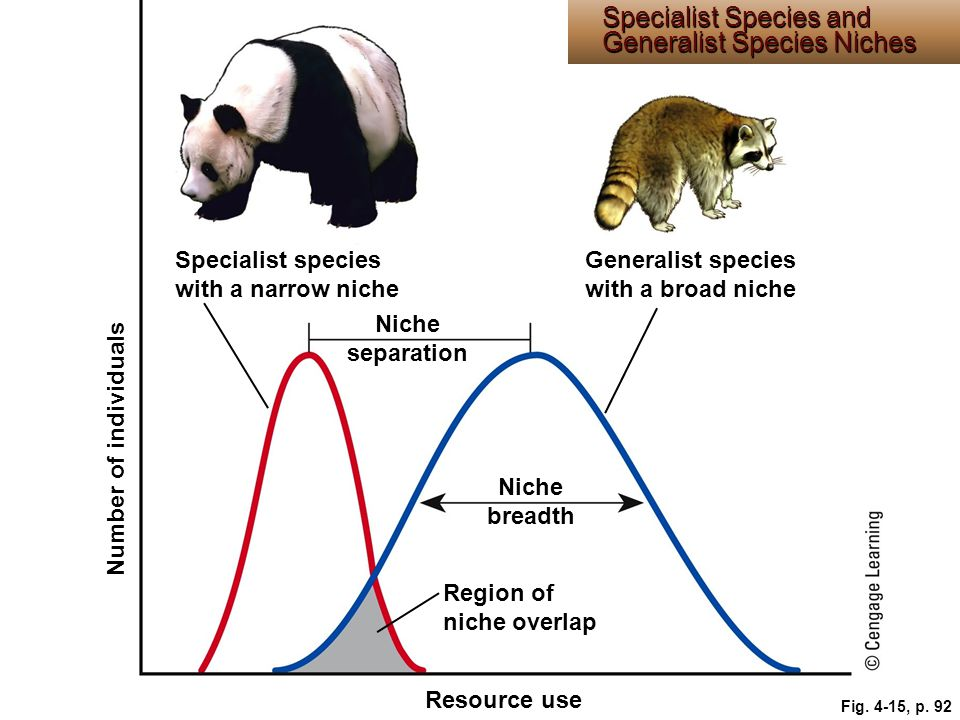 Specialist Species and
Generalist Species Niches
Specialist species
with a narrow niche
Generalist species
with a broad niche
Niche
separation
Number of individuals
Niche
breadth
Region of
niche overlap
© Cengage Learning
Resource use
Fig. 4-15, p. 92